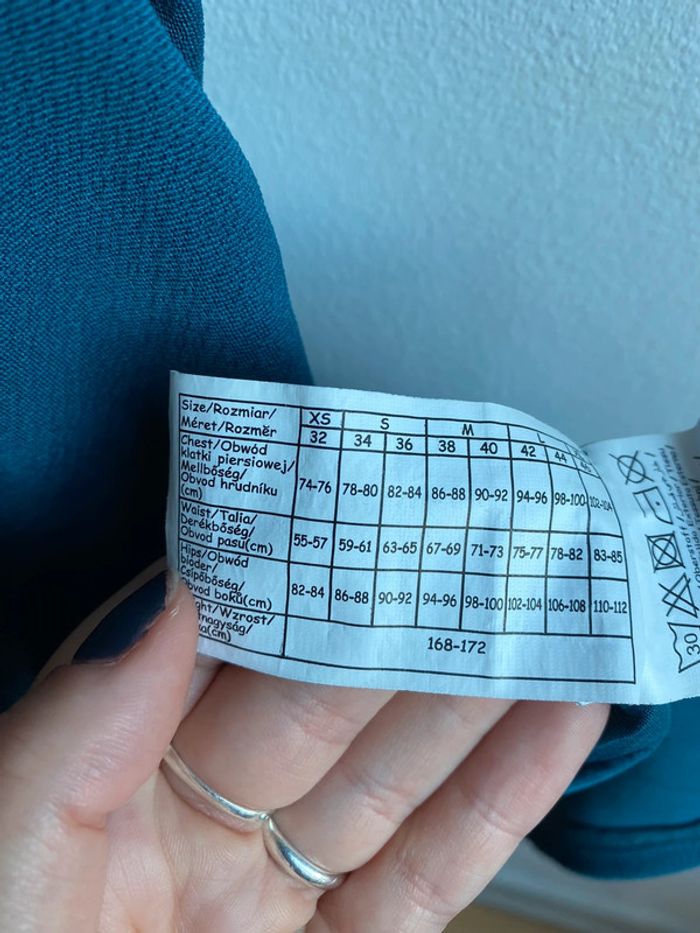 Size/Rozmiar/ XS S M L
Méret/Rozměr 32 34 36 38 40 42 44
Chest/Obwód
klatki piersiowej/
Mellbőség/
Obvod hrudníku
(cm) 74-76 78-80 82-84 86-88 90-92 94-96 98-100 102-104
Waist/Talia/
Derékbőség/
Obvod pasu(cm) 55-57 59-61 63-65 67-69 71-73 75-77 78-82 83-85
Hips/Obwód
bioder/
Csípőbőség/
Obvod boků(cm) 82-84 86-88 90-92 94-96 98-100 102-104 106-108 110-112
/Wzrost/
(cm) 168-172
30